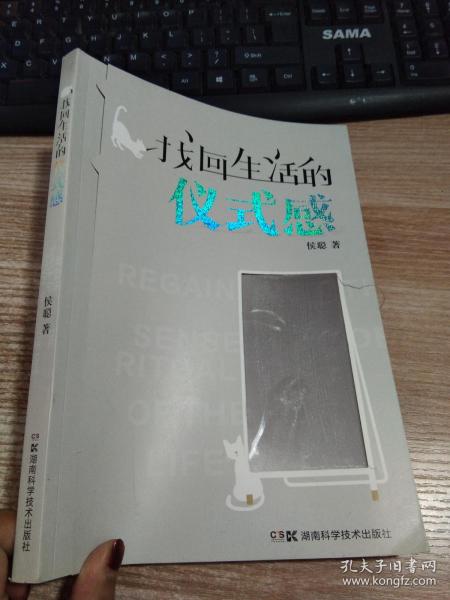 SAMA
找回生活的
仪式感
侯聪 著
REGAIN
SENSE
RITUAL
OF THE
LIFE
CS K 湖南科学技术出版社
找回生活的仪式感
侯聪 著
CS K 湖南科学技术出版社
孔夫子旧书网
www.kongfz.com